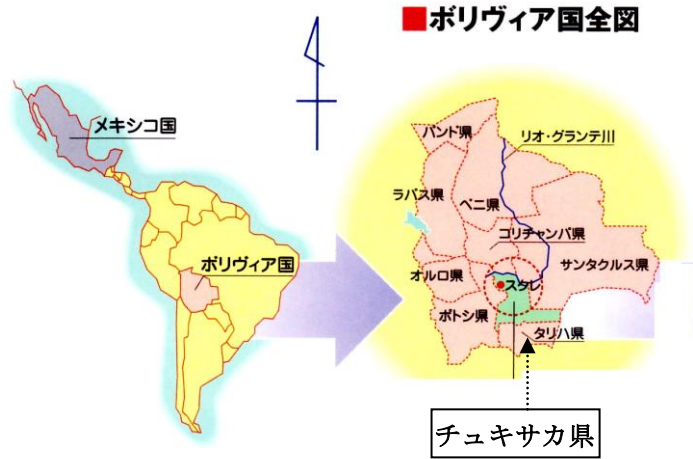 ■ボリヴィア国全図
メキシコ国
ボリヴィア国
パンド県
リオ・グランテ川
ラパス県
ベニ県
コリチャンバ県
オルロ県
スタレ
サンタクルス県
ポトシ県
タリハ県
チュキサカ県